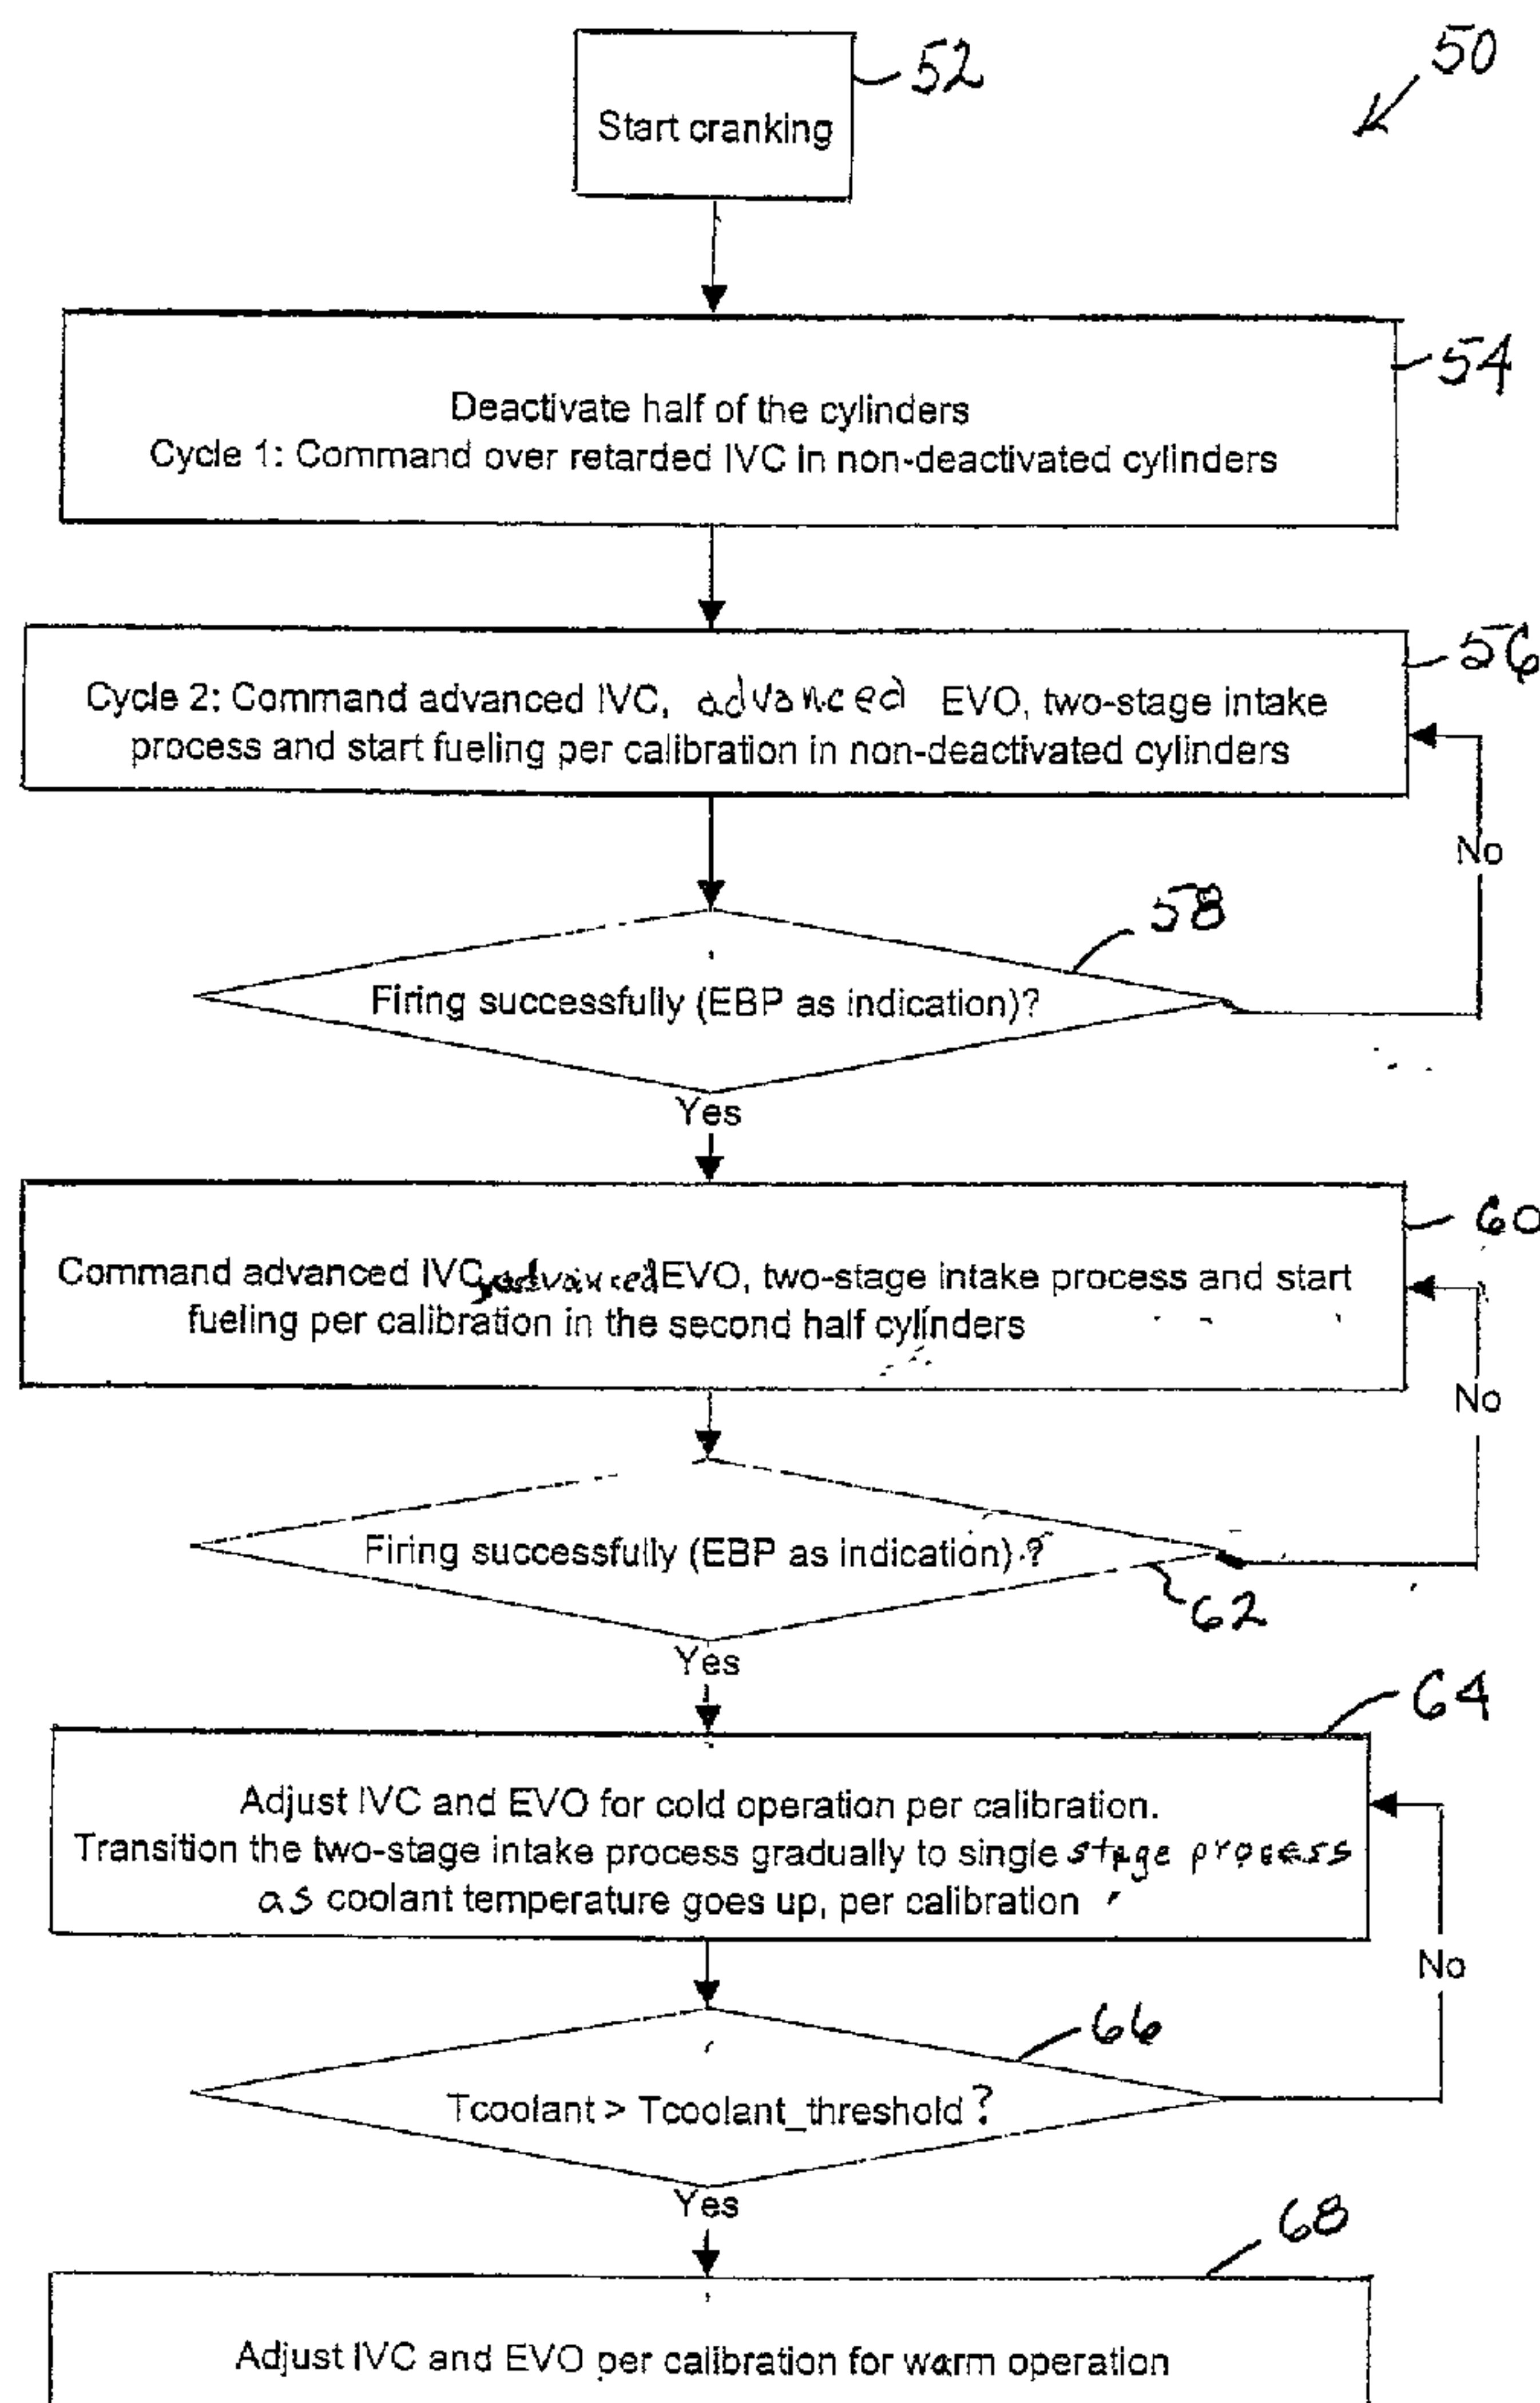 50
52
Start cranking
54
Deactivate half of the cylinders
Cycle 1: Command over retarded IVC in non-deactivated cylinders
56
Cycle 2: Command advanced IVC, advanced EVO, two-stage intake
process and start fueling per calibration in non-deactivated cylinders
No
58
Firing successfully (EBP as indication)?
Yes
60
Command advanced IVC, advanced EVO, two-stage intake process and start
fueling per calibration in the second half cylinders
No
Firing successfully (EBP as indication)?
62
Yes
64
Adjust IVC and EVO for cold operation per calibration.
Transition the two-stage intake process gradually to single stage process
as coolant temperature goes up, per calibration
No
66
Tcoolant > Tcoolant_threshold?
Yes
68
Adjust IVC and EVO per calibration for warm operation